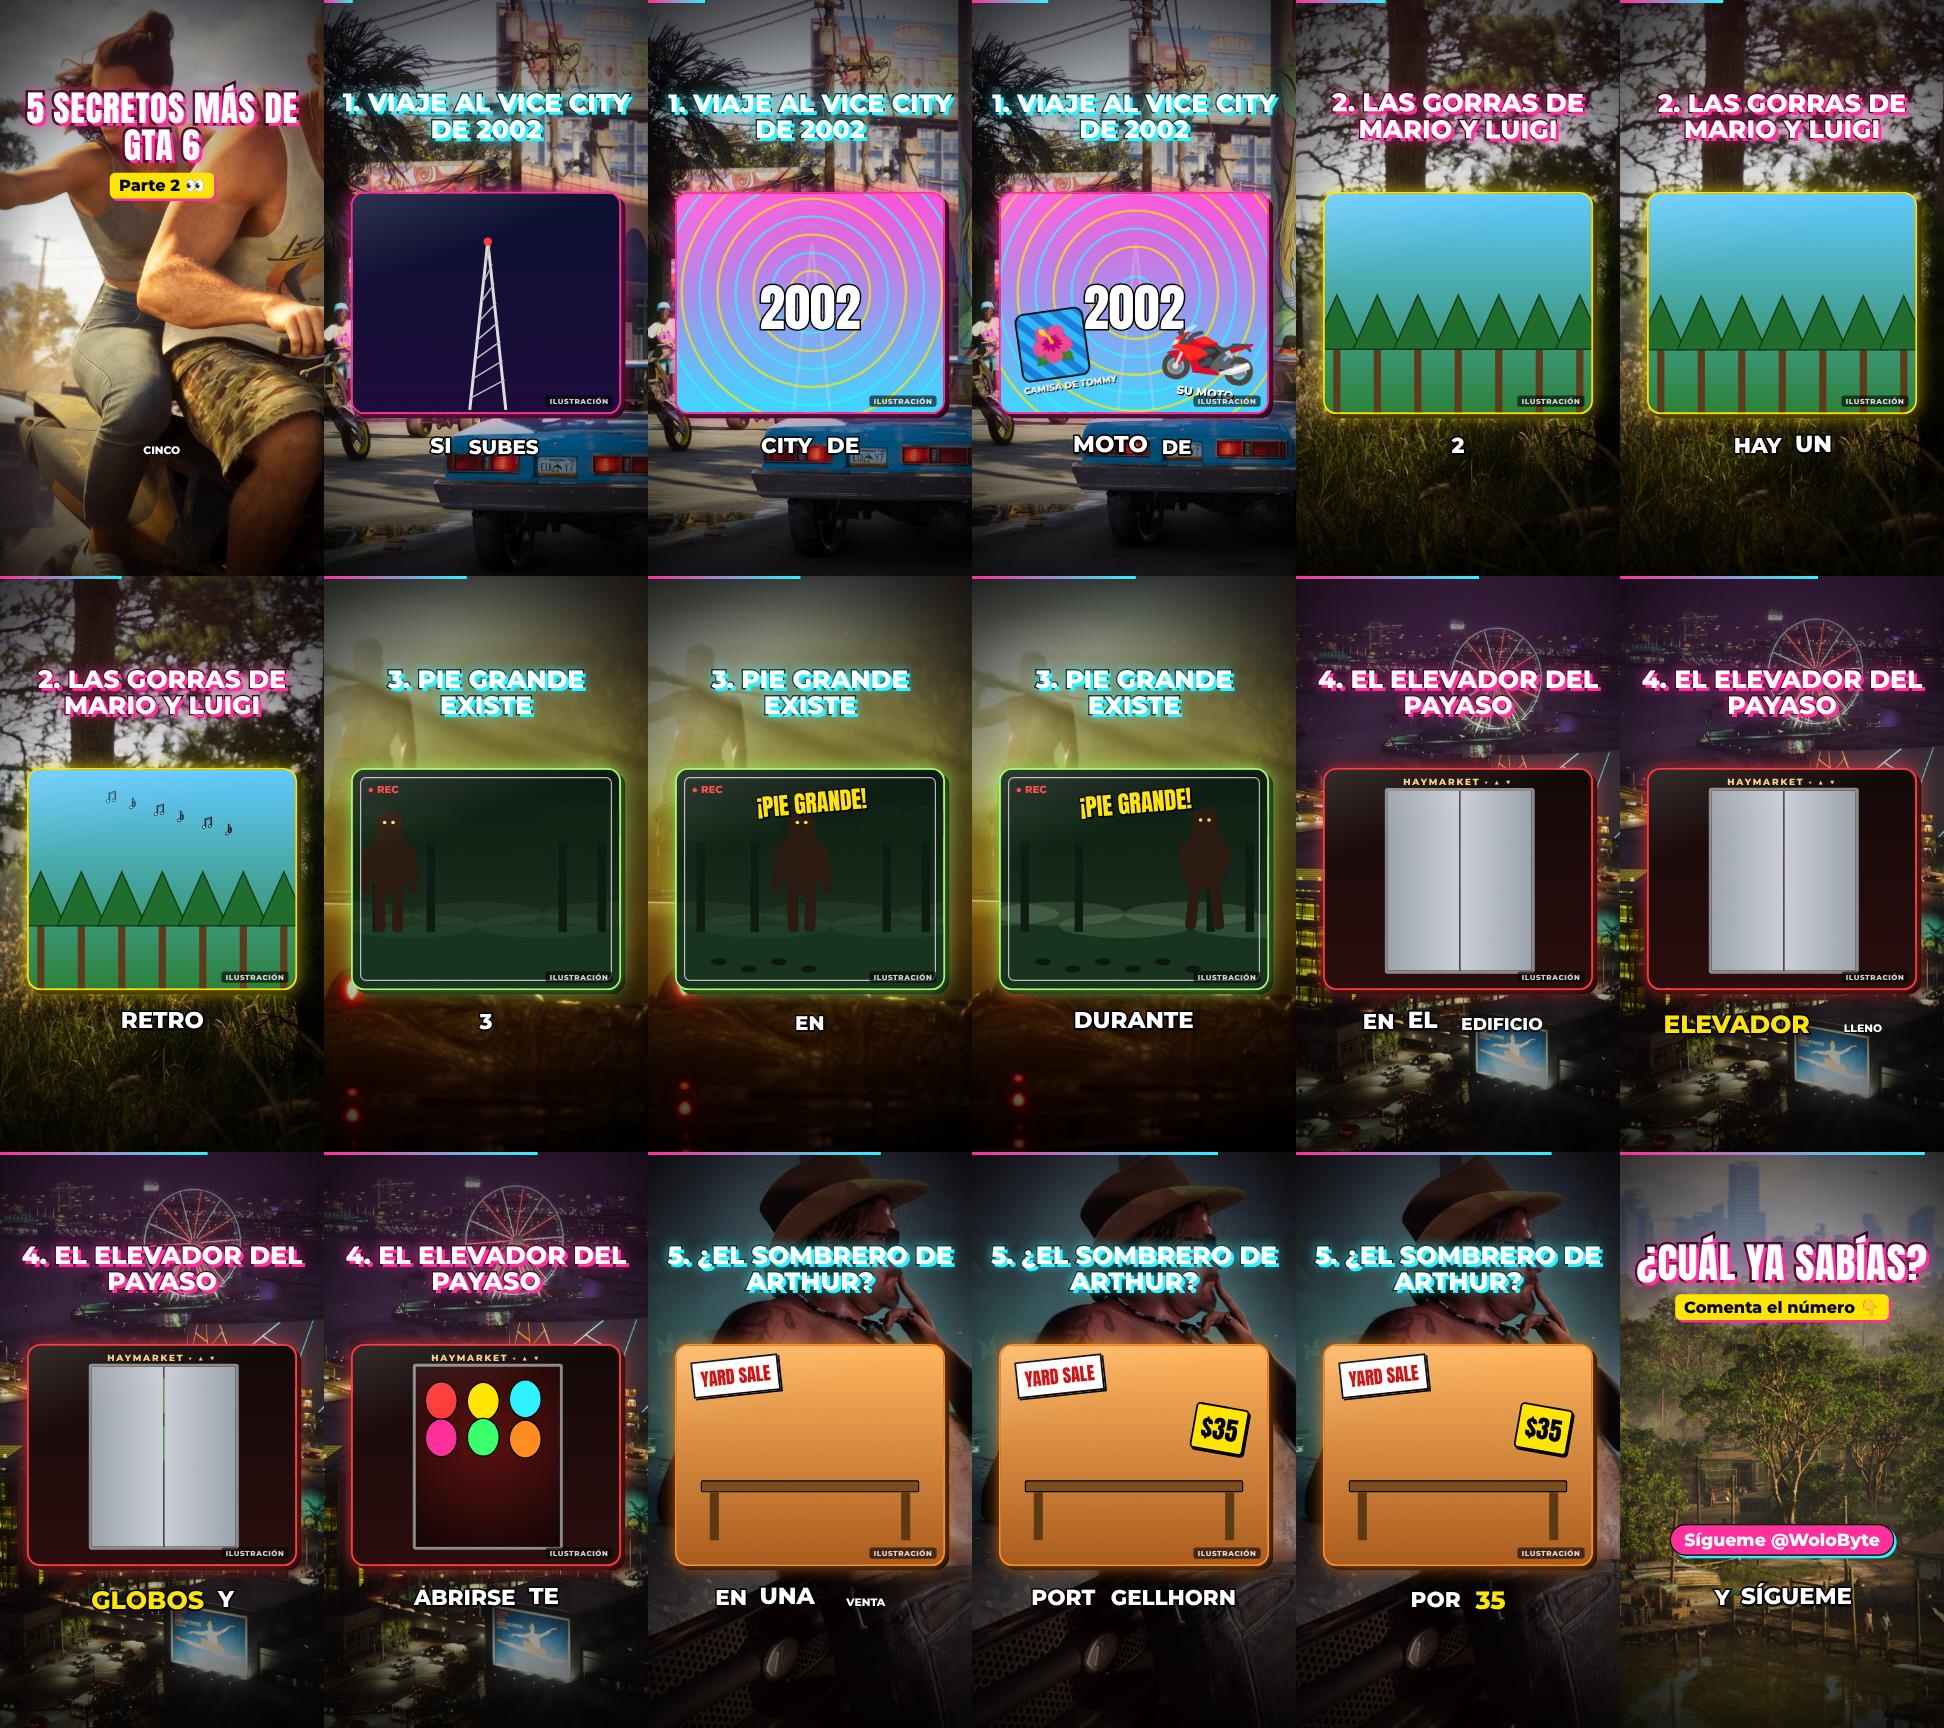 5 SECRETOS MÁS DE
GTA 6
Parte 2 👀
CINCO
1. VIAJE AL VICE CITY
DE 2002
ILUSTRACIÓN
SI SUBES
1. VIAJE AL VICE CITY
DE 2002
2002
ILUSTRACIÓN
CITY DE
1. VIAJE AL VICE CITY
DE 2002
2002
CAMISA DE TOMMY
SU MOTO
ILUSTRACIÓN
MOTO DE
2. LAS GORRAS DE
MARIO Y LUIGI
ILUSTRACIÓN
2
2. LAS GORRAS DE
MARIO Y LUIGI
ILUSTRACIÓN
HAY UN
2. LAS GORRAS DE
MARIO Y LUIGI
ILUSTRACIÓN
RETRO
3. PIE GRANDE
EXISTE
● REC
ILUSTRACIÓN
3
3. PIE GRANDE
EXISTE
● REC
¡PIE GRANDE!
ILUSTRACIÓN
EN
3. PIE GRANDE
EXISTE
● REC
¡PIE GRANDE!
ILUSTRACIÓN
DURANTE
4. EL ELEVADOR DEL
PAYASO
HAYMARKET • ▲ ▼
ILUSTRACIÓN
EN EL EDIFICIO
4. EL ELEVADOR DEL
PAYASO
HAYMARKET • ▲ ▼
ILUSTRACIÓN
ELEVADOR LLENO
4. EL ELEVADOR DEL
PAYASO
HAYMARKET • ▲ ▼
ILUSTRACIÓN
GLOBOS Y
4. EL ELEVADOR DEL
PAYASO
HAYMARKET • ▲ ▼
ILUSTRACIÓN
ABRIRSE TE
5. ¿EL SOMBRERO DE
ARTHUR?
YARD SALE
ILUSTRACIÓN
EN UNA VENTA
5. ¿EL SOMBRERO DE
ARTHUR?
YARD SALE
$35
ILUSTRACIÓN
PORT GELLHORN
5. ¿EL SOMBRERO DE
ARTHUR?
YARD SALE
$35
ILUSTRACIÓN
POR 35
¿CUÁL YA SABÍAS?
Comenta el número 👇
Sígueme @WoloByte
Y SÍGUEME